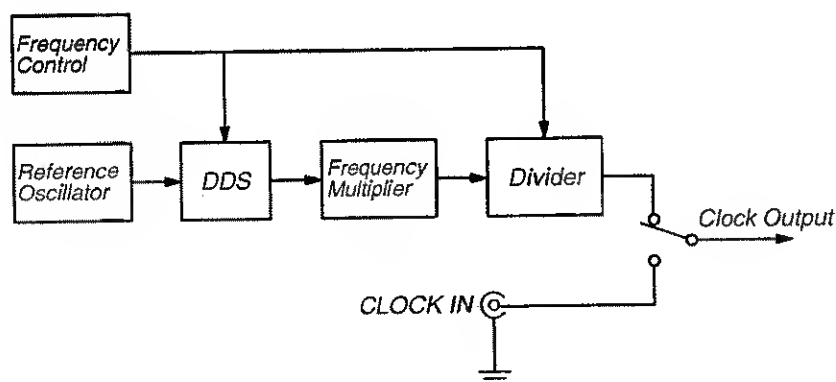 Frequency
Control
Reference
Oscillator
DDS
Frequency
Multiplier
Divider
Clock Output
CLOCK IN